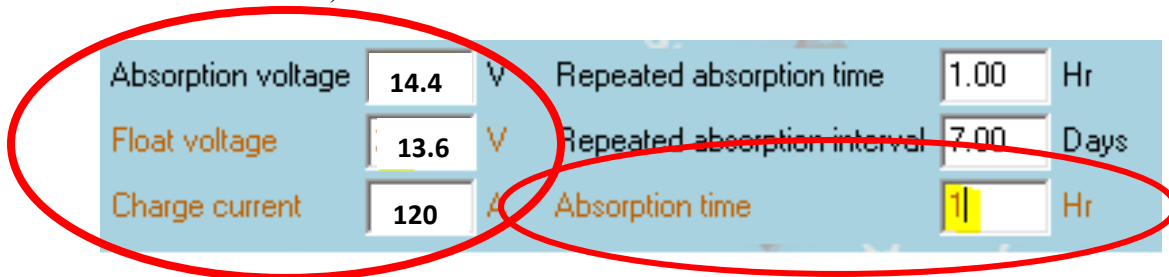 Absorption voltage 14.4 V Repeated absorption time 1.00 Hr
Float voltage 13.6 V Repeated absorption interval 7.00 Days
Charge current 120 A Absorption time 1 Hr